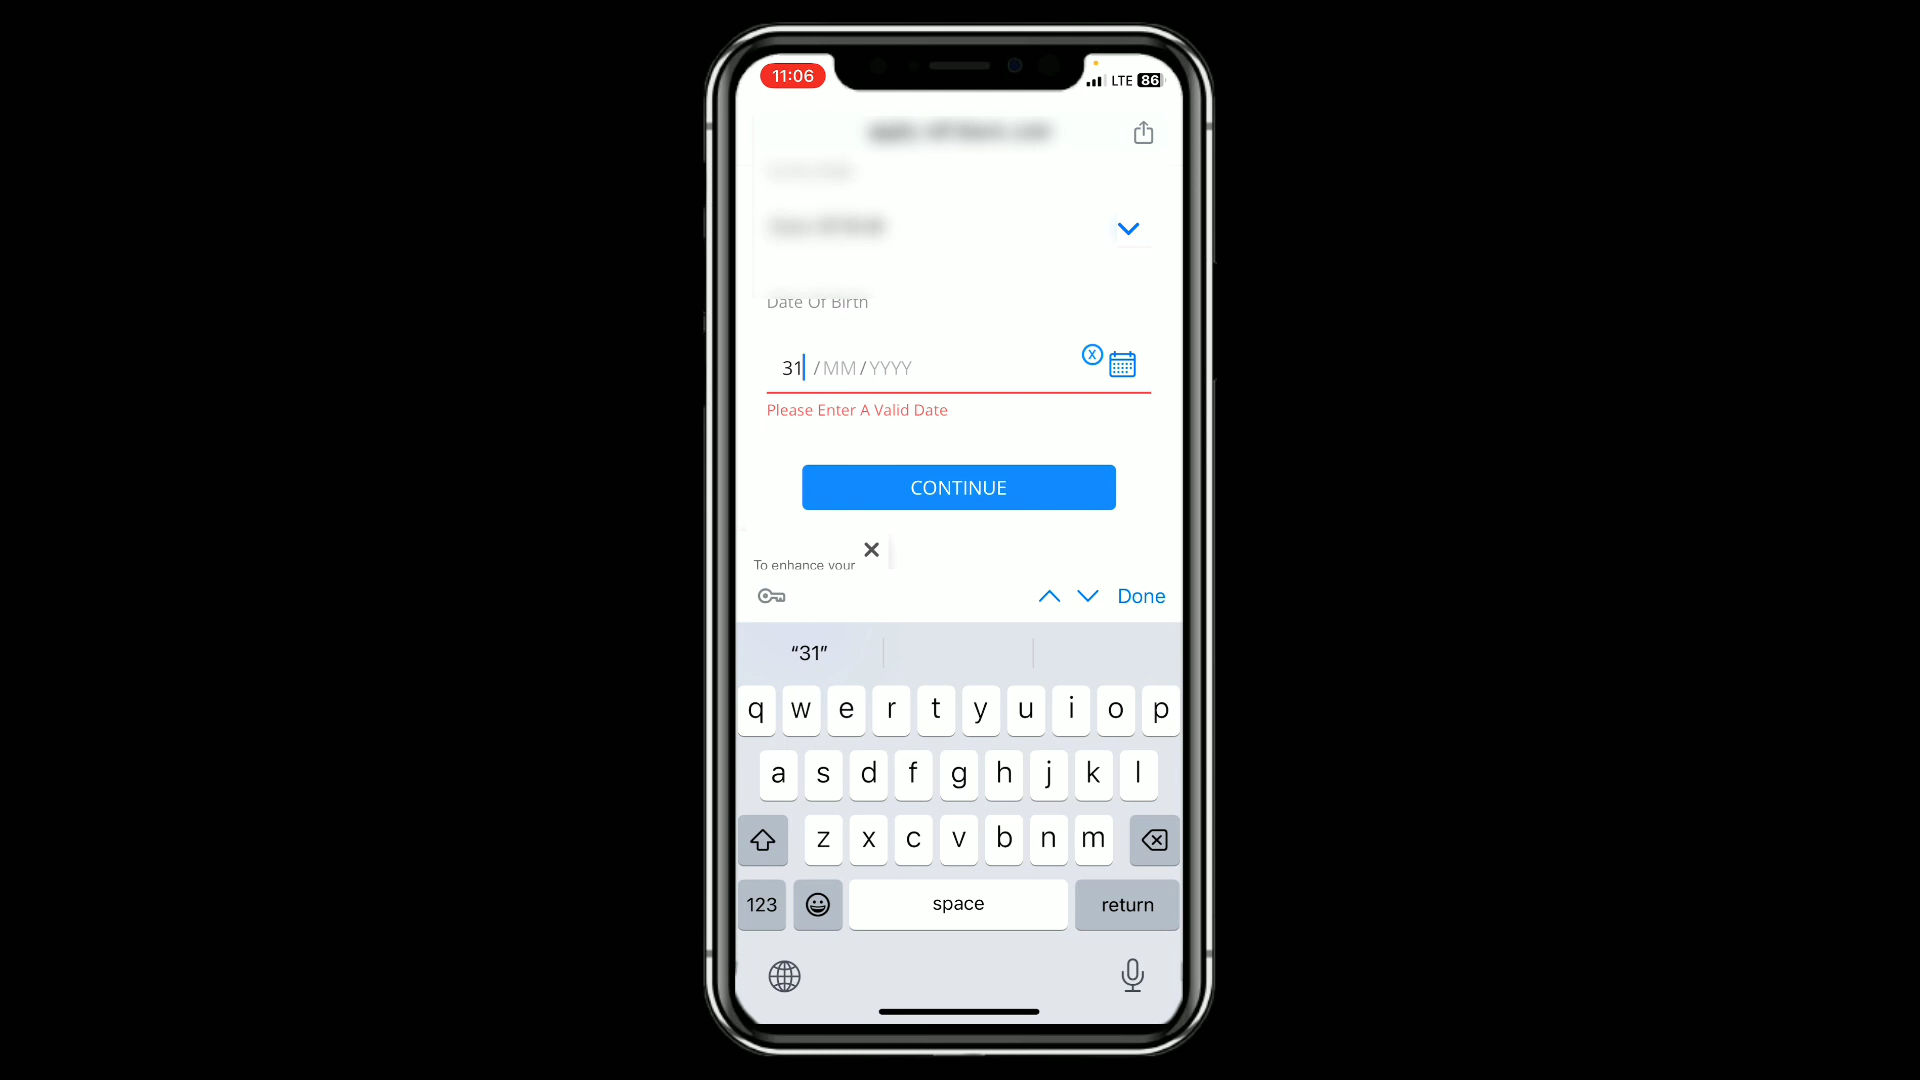 11:06
LTE 86
Date Of Birth
31 /MM/YYYY
X
Please Enter A Valid Date
CONTINUE
To enhance your
Done
“31”
q w e r t y u i o p
a s d f g h j k l
z x c v b n m
123 space return